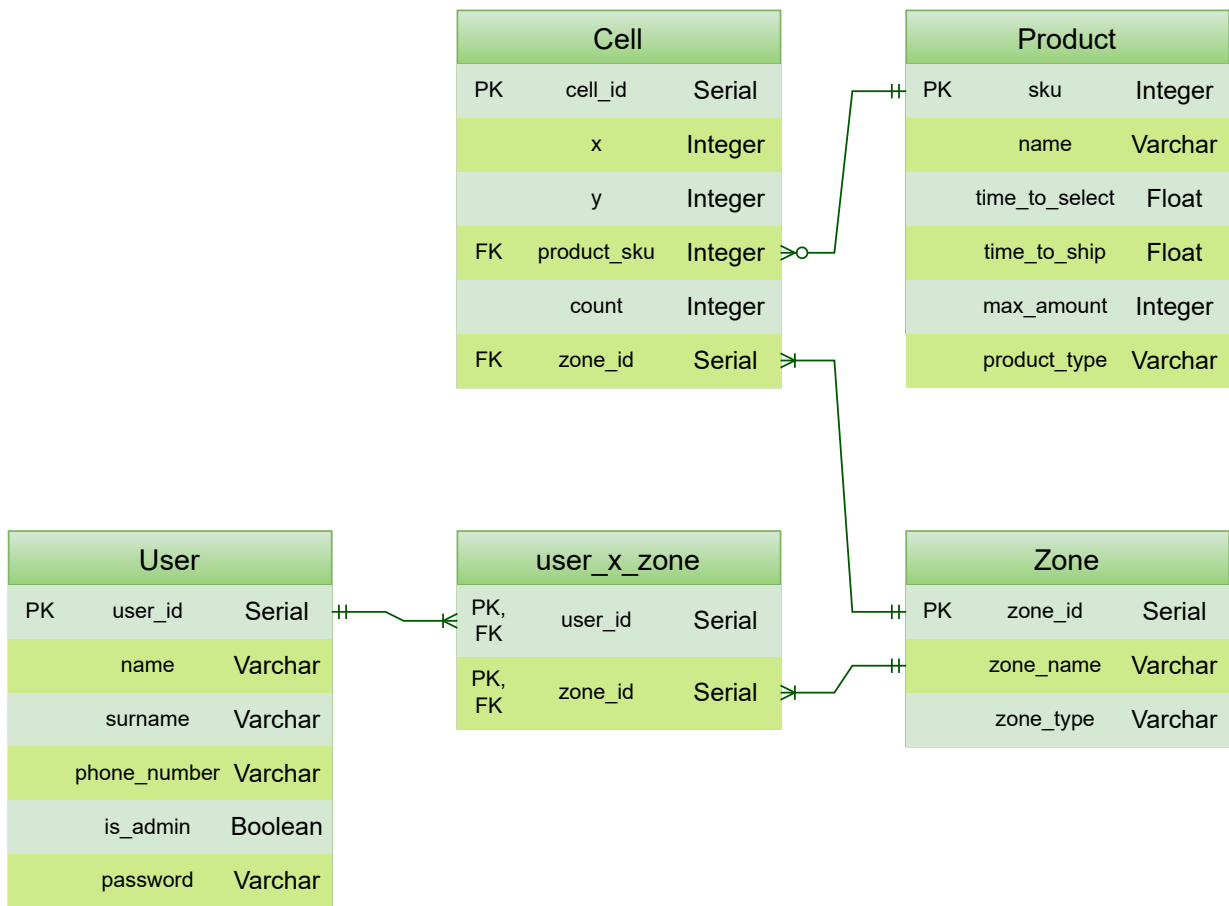 Cell
PK cell_id Serial
x Integer
y Integer
FK product_sku Integer
count Integer
FK zone_id Serial
Product
PK sku Integer
name Varchar
time_to_select Float
time_to_ship Float
max_amount Integer
product_type Varchar
User
PK user_id Serial
name Varchar
surname Varchar
phone_number Varchar
is_admin Boolean
password Varchar
user_x_zone
PK,
FK user_id Serial
PK,
FK zone_id Serial
Zone
PK zone_id Serial
zone_name Varchar
zone_type Varchar